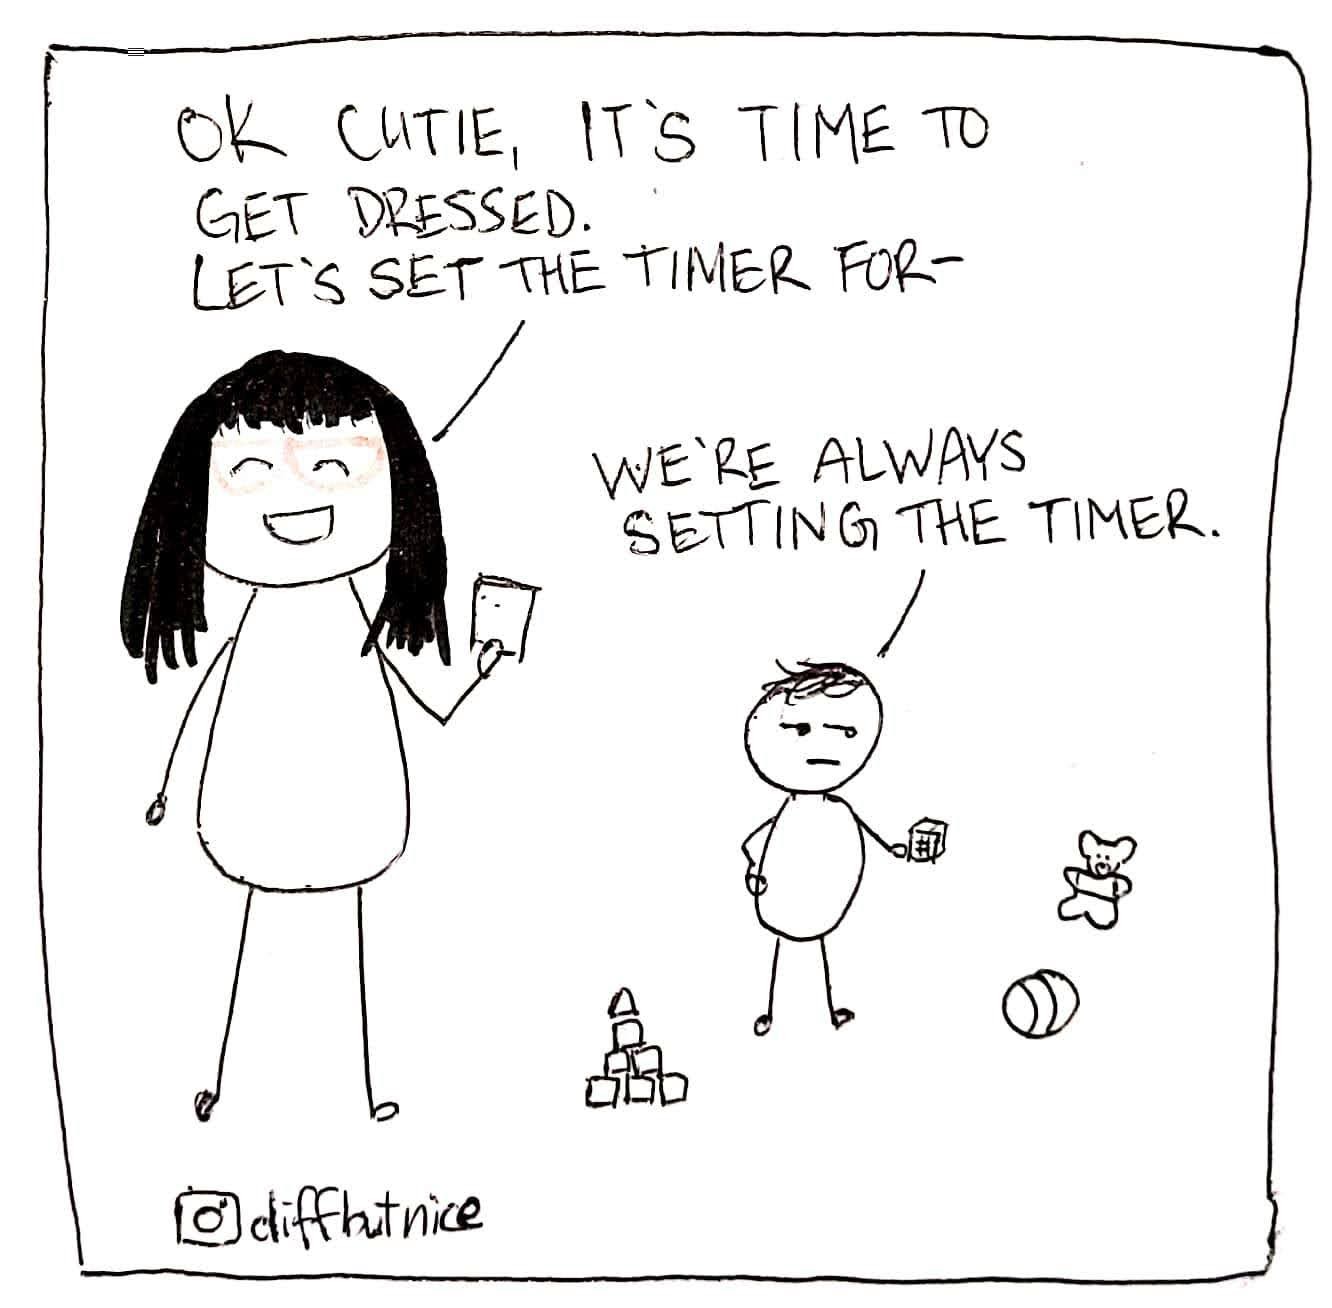 OK CUTIE, IT'S TIME TO
GET DRESSED.
LET'S SET THE TIMER FOR-
WE'RE ALWAYS
SETTING THE TIMER.
diffbutnice